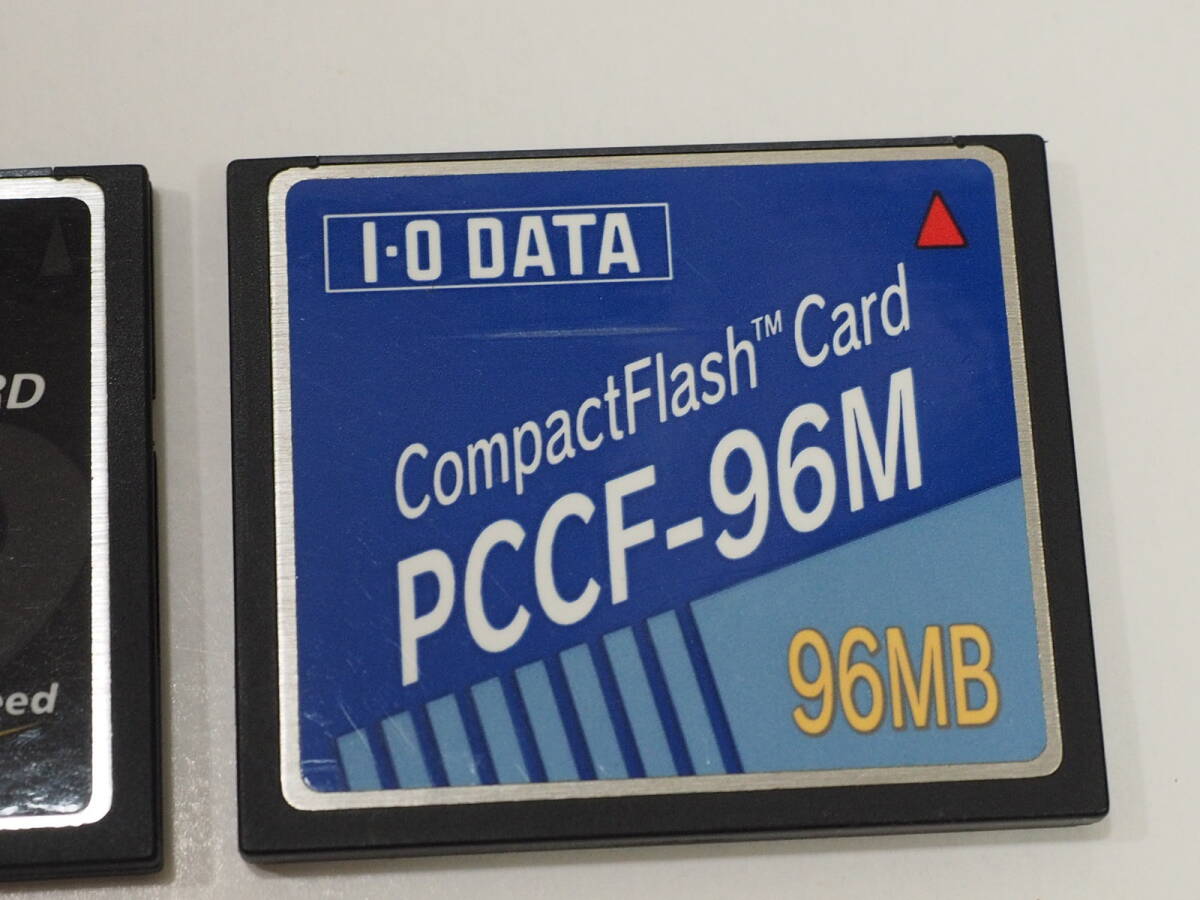 I-O DATA
CompactFlash™ Card
PCCF-96M
96MB